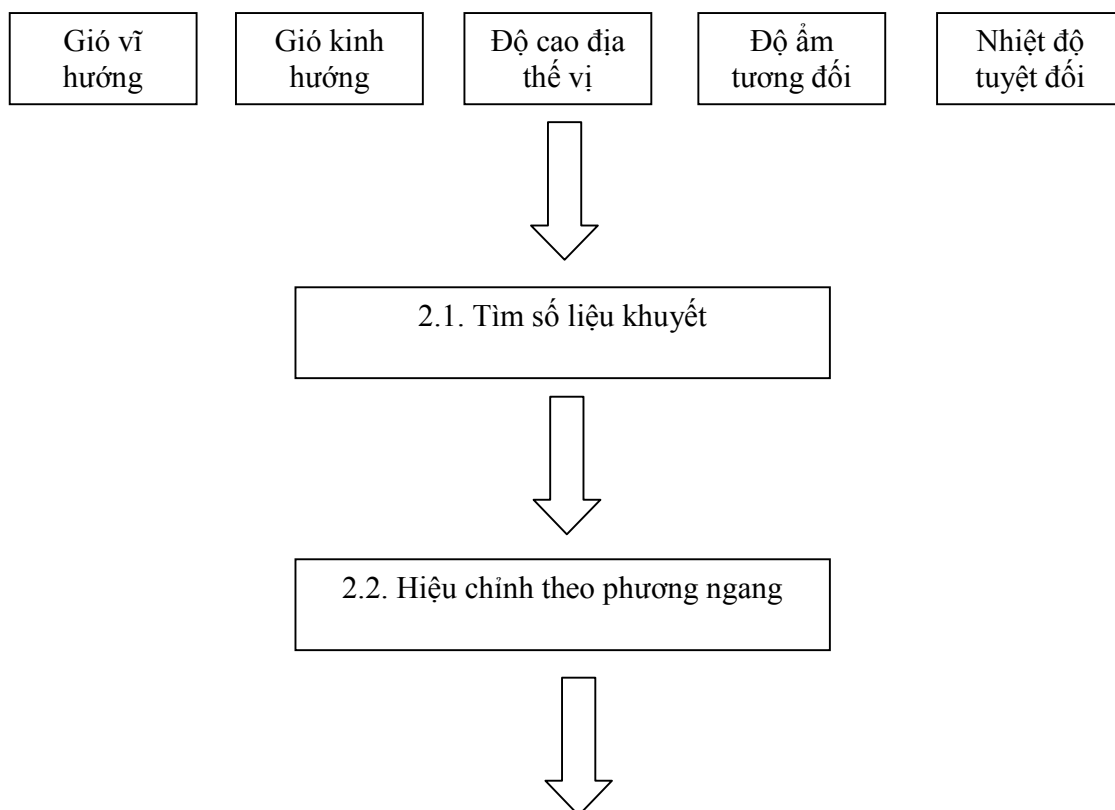 Gió vĩ
hướng
Gió kinh
hướng
Độ cao địa
thế vị
Độ ẩm
tương đối
Nhiệt độ
tuyệt đối
2.1. Tìm số liệu khuyết
2.2. Hiệu chỉnh theo phương ngang